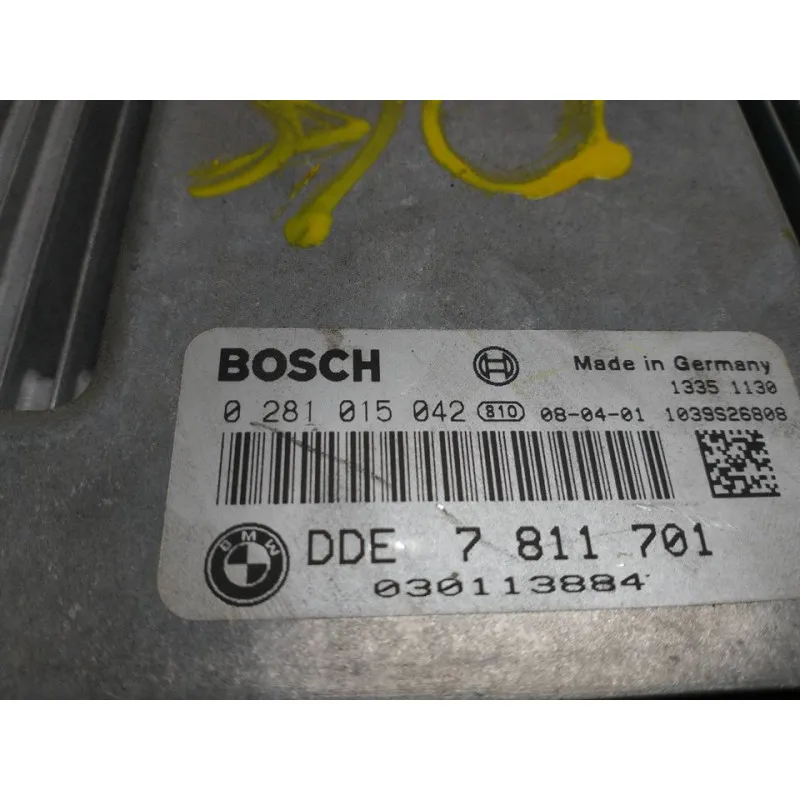 BOSCH Made in Germany
1335 1130
0 281 015 042 810 08-04-01 1039S26808
BMW DDE 7 811 701
030113884